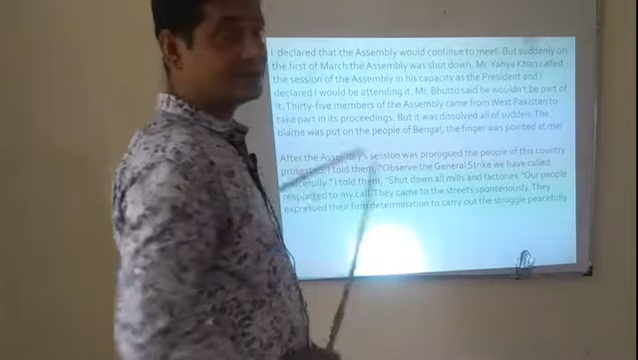 I declared that the Assembly would continue to meet. But suddenly on
the first of March the Assembly was shut down. Mr. Yahya Khan called
the session of the Assembly in his capacity as the President and I
declared I would be attending it. Mr. Bhotto said he wouldn't be part of
it. Thirty-five members of the Assembly came from West Pakistan to
take part in its proceedings. But it was dissolved all of sudden. The
blame was put on the people of Bengal, the finger was pointed at me!
After the Assembly's session was prorogued the people of this country
protested. I told them, "Observe the General Strike we have called
peacefully." I told them, "Shut down all mills and factories "Our people
responded to my call. They came to the streets sponteniously. They
expressed their firm determination to carry out the struggle peacefully